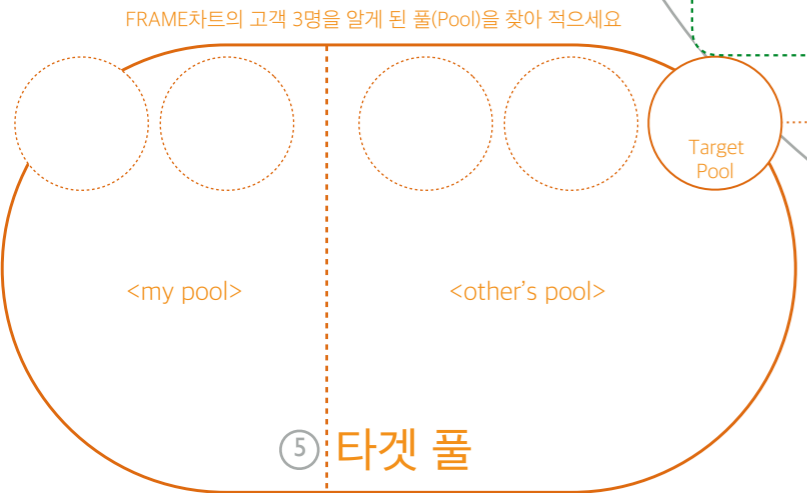 FRAME차트의 고객 3명을 알게 된 풀(Pool)을 찾아 적으세요
Target
Pool
<my pool>
<other's pool>
5 타겟 풀